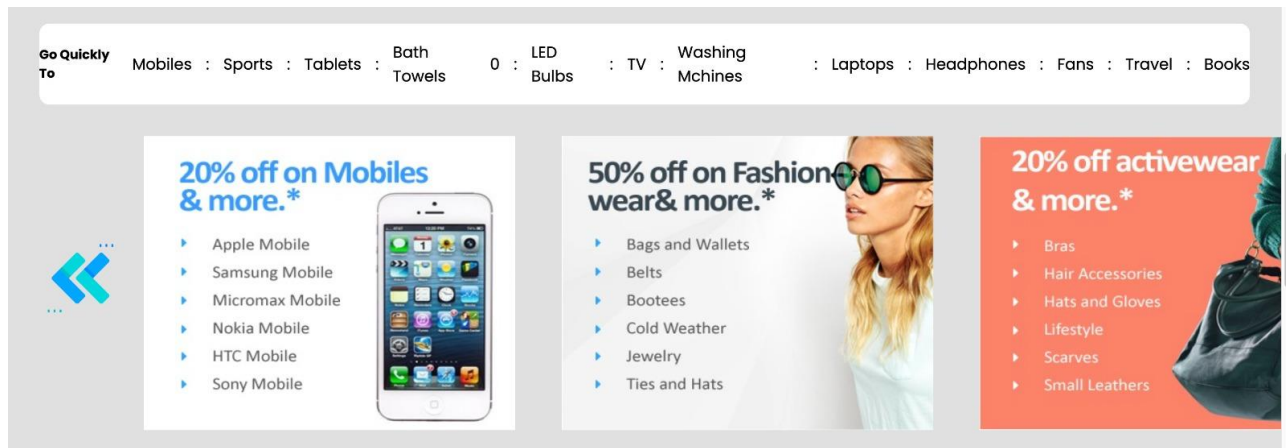 Go Quickly
To
Mobiles : Sports : Tablets : Bath Towels 0 : LED Bulbs : TV : Washing Mchines : Laptops : Headphones : Fans : Travel : Books
20% off on Mobiles
& more.*
Apple Mobile
Samsung Mobile
Micromax Mobile
Nokia Mobile
HTC Mobile
Sony Mobile
50% off on Fashion
wear& more.*
Bags and Wallets
Belts
Bootees
Cold Weather
Jewelry
Ties and Hats
20% off activewear
& more.*
Bras
Hair Accessories
Hats and Gloves
Lifestyle
Scarves
Small Leathers